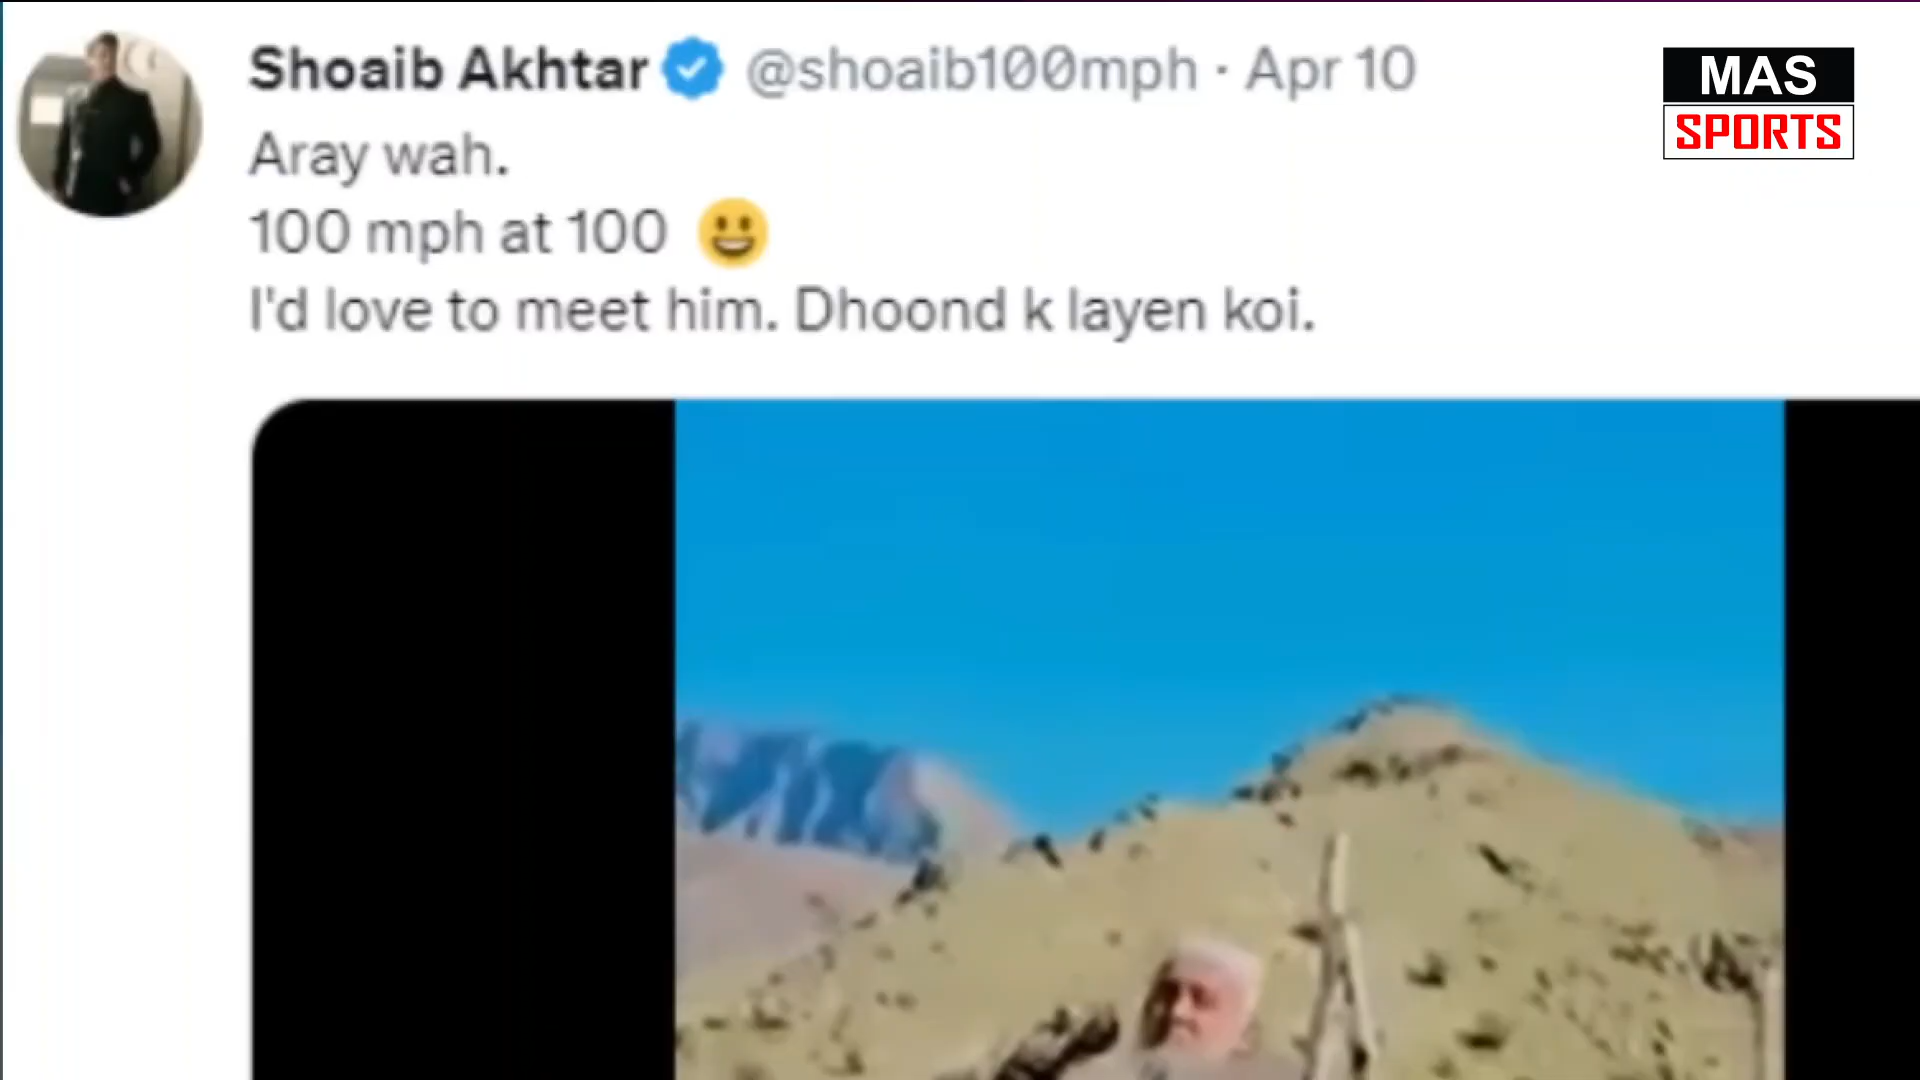 Shoaib Akhtar @shoaib100mph · Apr 10
MAS
SPORTS
Aray wah.
100 mph at 100 😀
I'd love to meet him. Dhoond k layen koi.